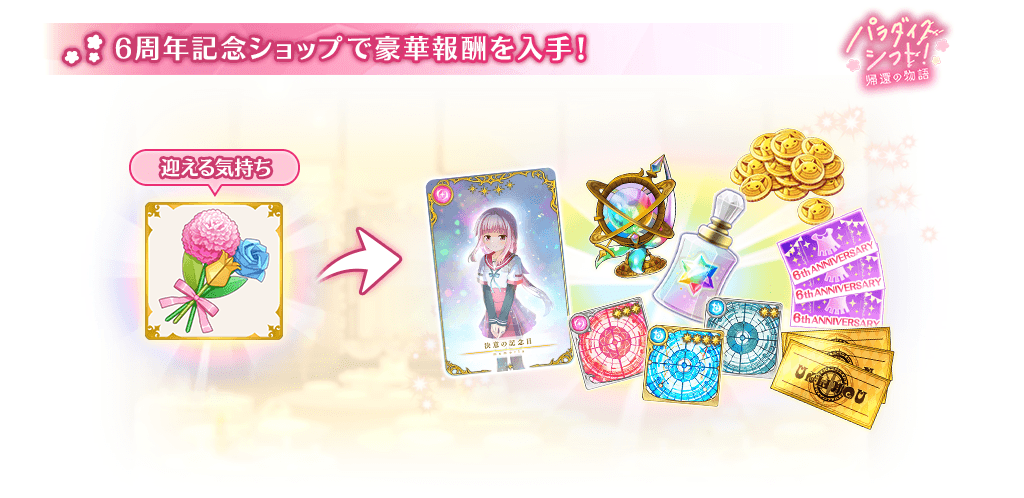 6周年記念ショップで豪華報酬を入手!
パラダイズ
シフト!
帰還の物語
迎える気持ち
決意の記念日
6th ANNIVERSARY
6th ANNIVERSARY
6th ANNIVERSARY